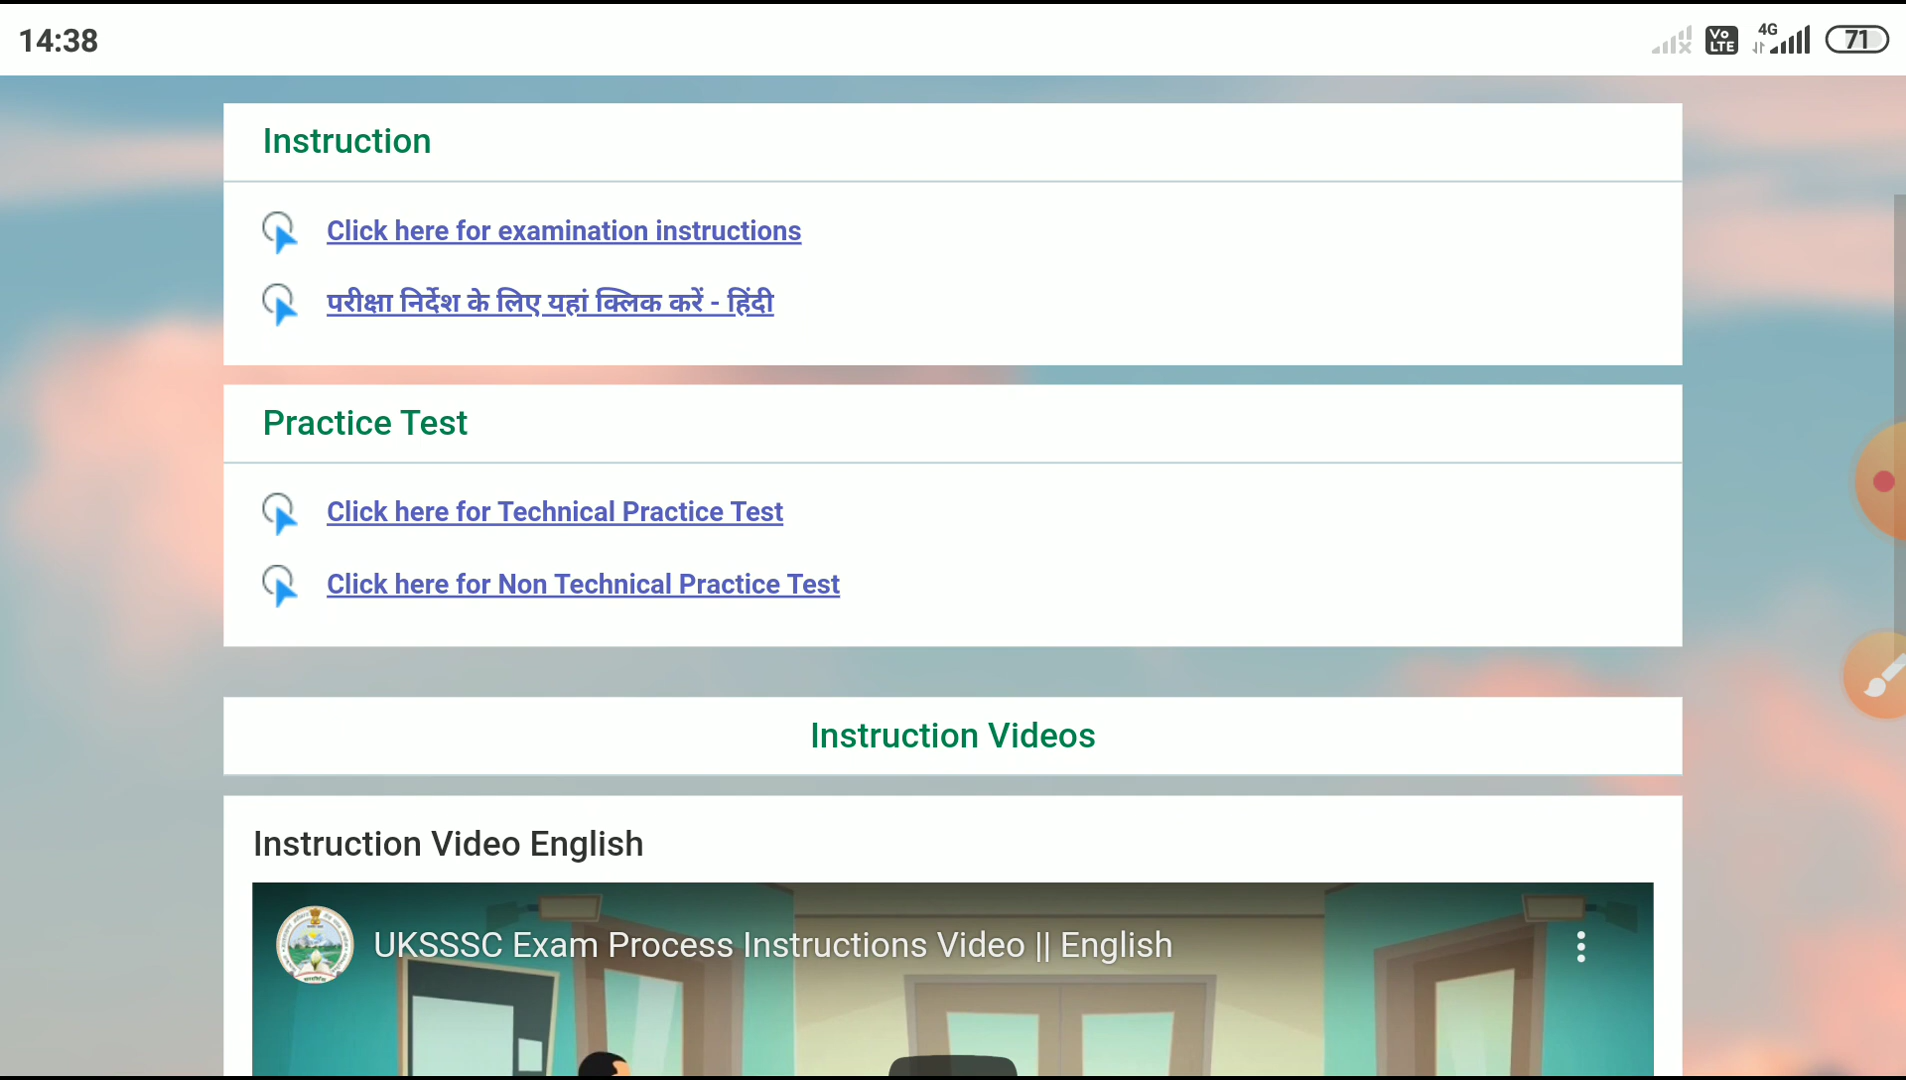 14:38
Vo LTE 4G 71
Instruction
Click here for examination instructions
परीक्षा निर्देश के लिए यहां क्लिक करें - हिंदी
Practice Test
Click here for Technical Practice Test
Click here for Non Technical Practice Test
Instruction Videos
Instruction Video English
UKSSSC Exam Process Instructions Video || English